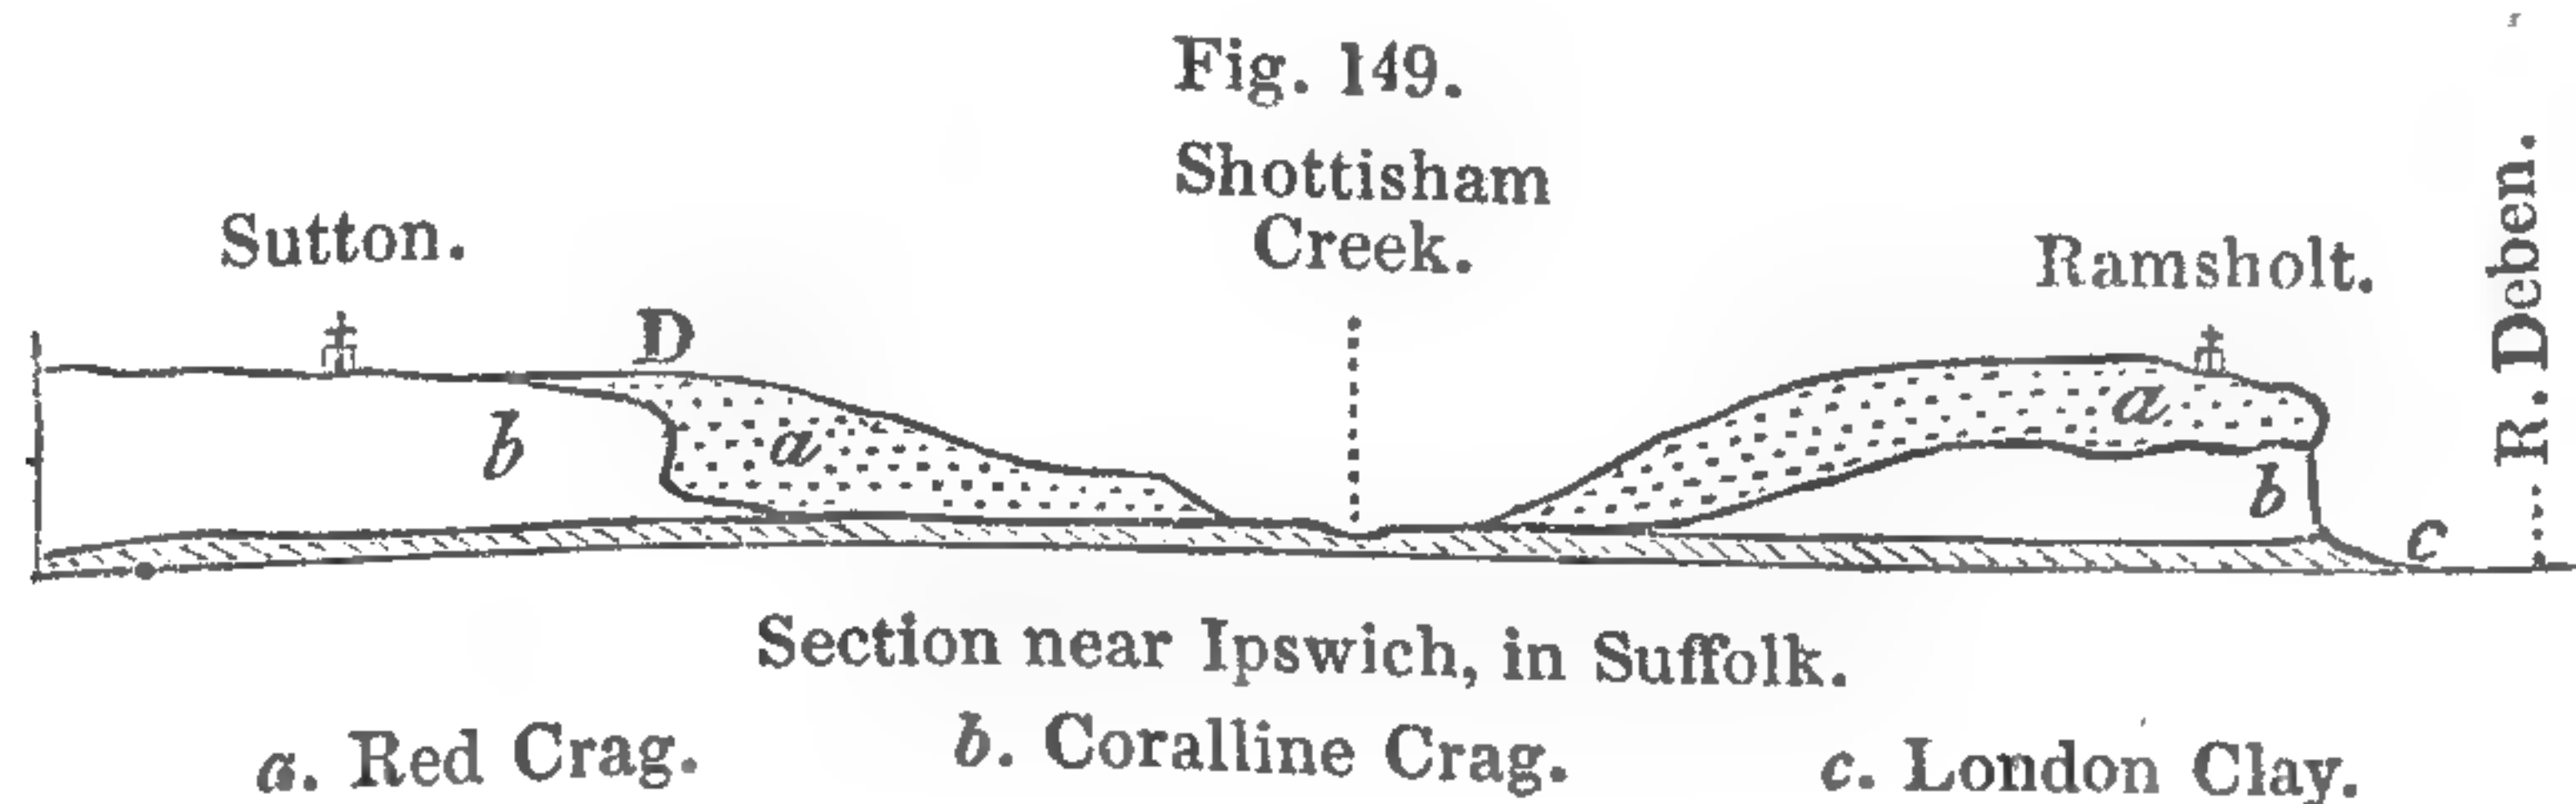 Fig. 149.
Shottisham
Creek.
Sutton.
Ramsholt.
R. Deben.
D
b
a
a
b
c
Section near Ipswich, in Suffolk.
a. Red Crag.
b. Coralline Crag.
c. London Clay.